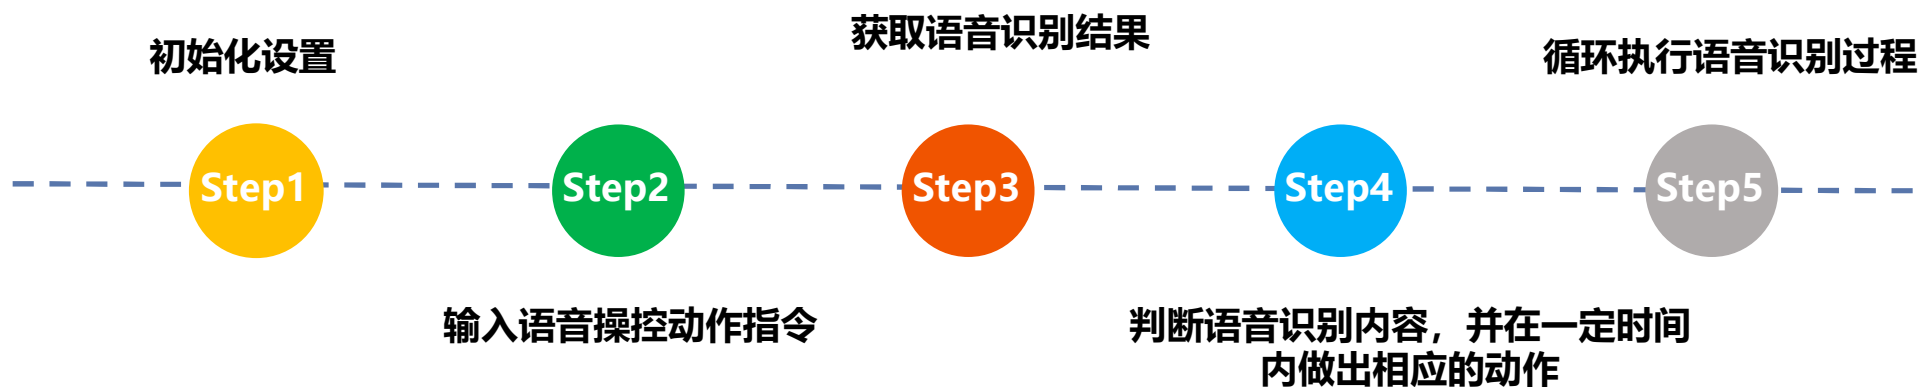 初始化设置
Step1
Step2
输入语音操控动作指令
获取语音识别结果
Step3
Step4
判断语音识别内容，并在一定时间
内做出相应的动作
循环执行语音识别过程
Step5